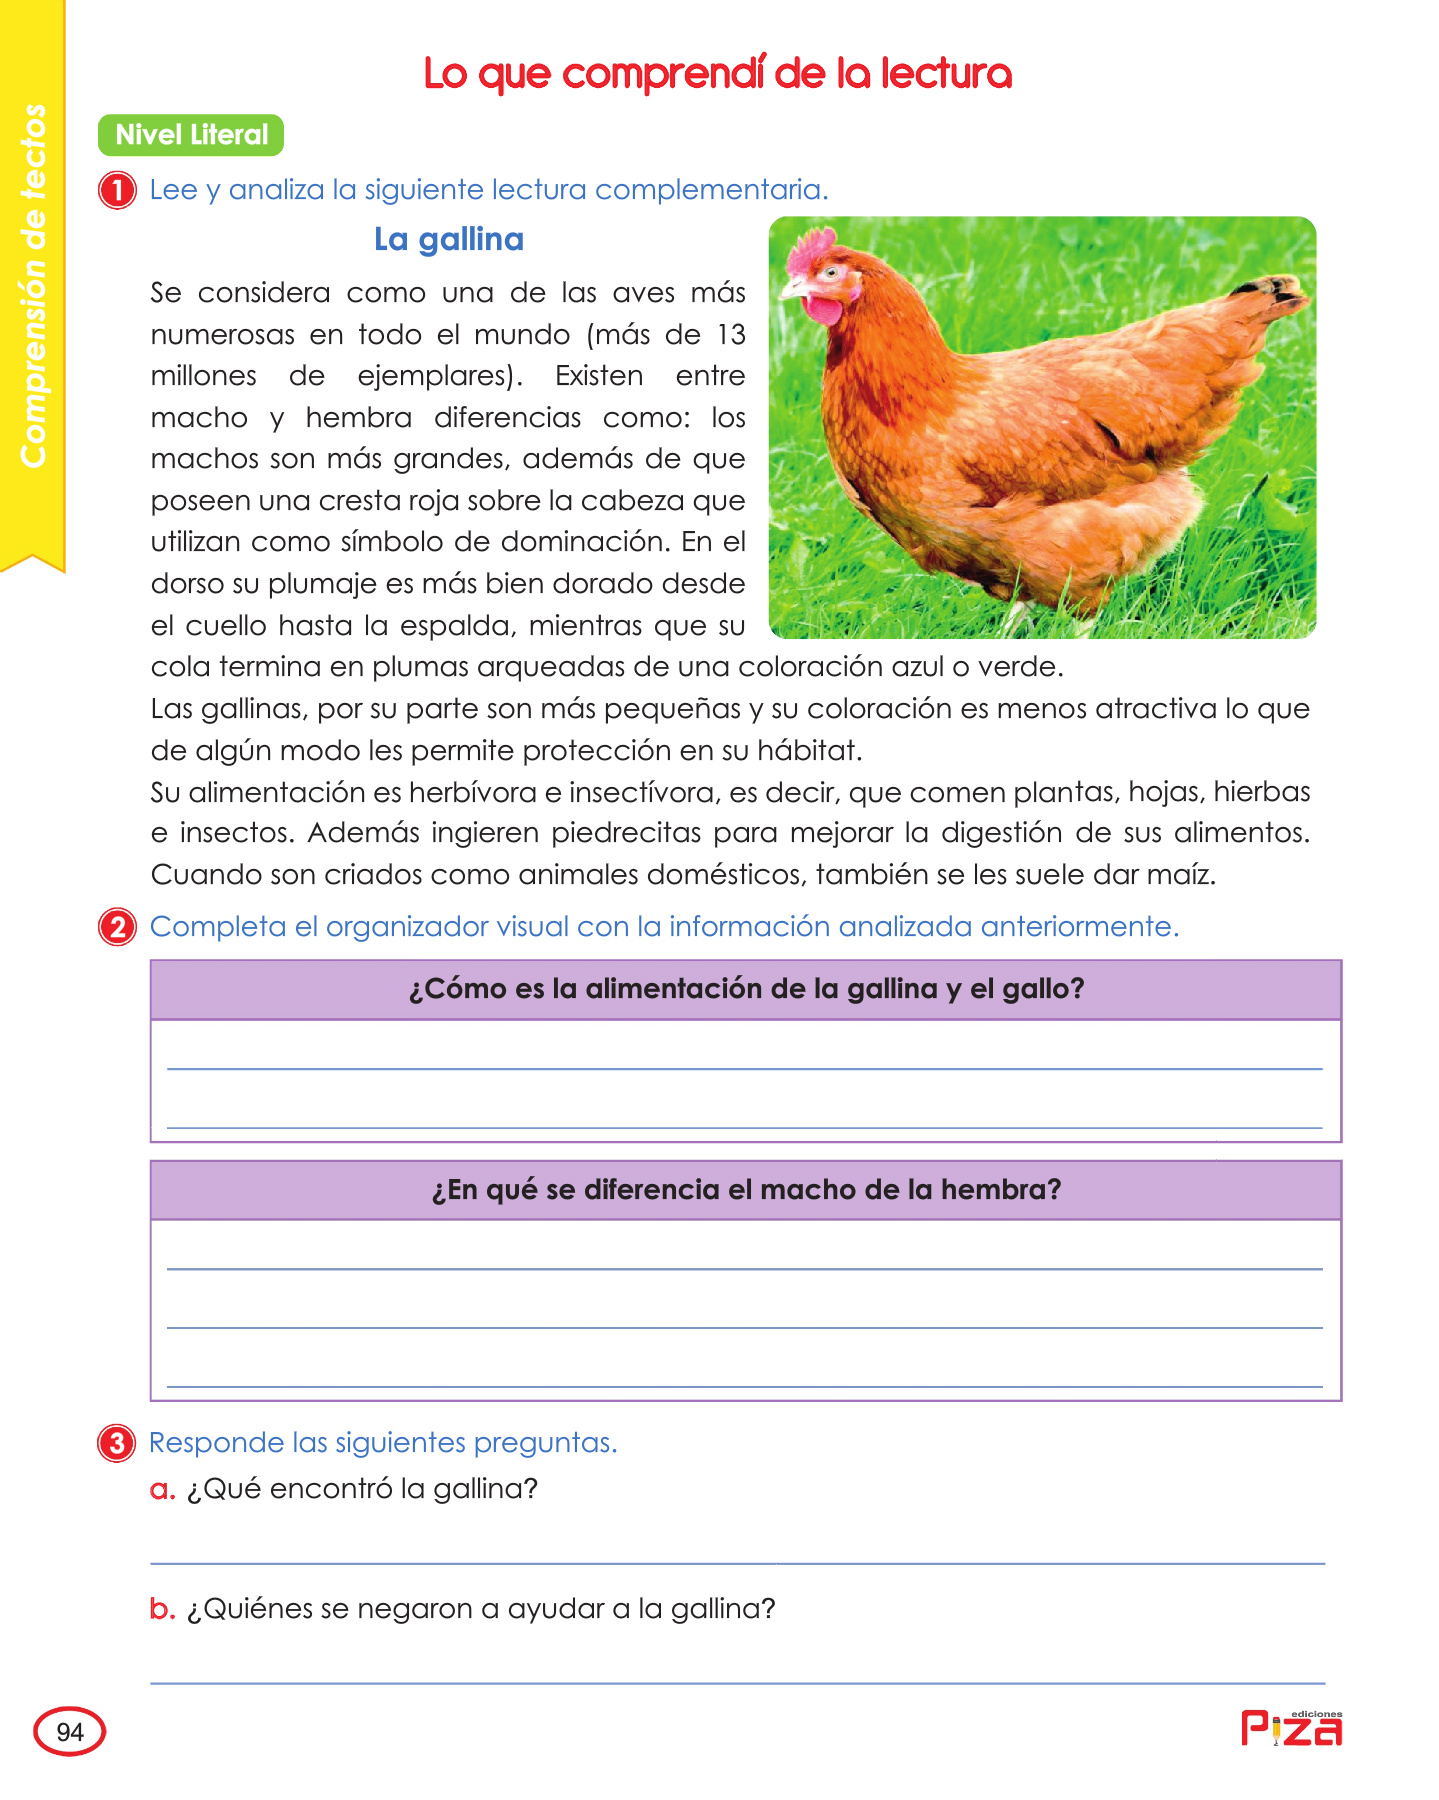 Lo que comprendí de la lectura
Comprensión de tectos
Nivel Literal
1 Lee y analiza la siguiente lectura complementaria.
La gallina
Se considera como una de las aves más
numerosas en todo el mundo (más de 13
millones de ejemplares). Existen entre
macho y hembra diferencias como: los
machos son más grandes, además de que
poseen una cresta roja sobre la cabeza que
utilizan como símbolo de dominación. En el
dorso su plumaje es más bien dorado desde
el cuello hasta la espalda, mientras que su
cola termina en plumas arqueadas de una coloración azul o verde.
Las gallinas, por su parte son más pequeñas y su coloración es menos atractiva lo que
de algún modo les permite protección en su hábitat.
Su alimentación es herbívora e insectívora, es decir, que comen plantas, hojas, hierbas
e insectos. Además ingieren piedrecitas para mejorar la digestión de sus alimentos.
Cuando son criados como animales domésticos, también se les suele dar maíz.
2 Completa el organizador visual con la información analizada anteriormente.
¿Cómo es la alimentación de la gallina y el gallo?
¿En qué se diferencia el macho de la hembra?
3 Responde las siguientes preguntas.
a. ¿Qué encontró la gallina?
b. ¿Quiénes se negaron a ayudar a la gallina?
94
ediciones
Piza